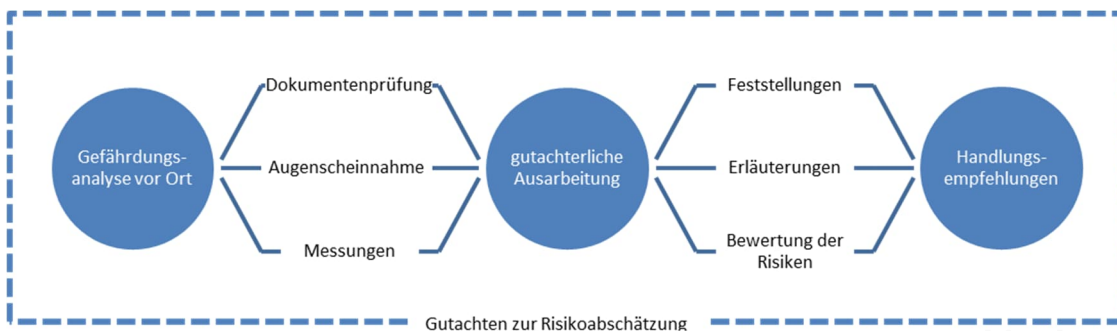 Gefährdungs-
analyse vor Ort
Dokumentenprüfung
Augenscheinnahme
Messungen
gutachterliche
Ausarbeitung
Feststellungen
Erläuterungen
Bewertung der
Risiken
Handlungs-
empfehlungen
Gutachten zur Risikoabschätzung